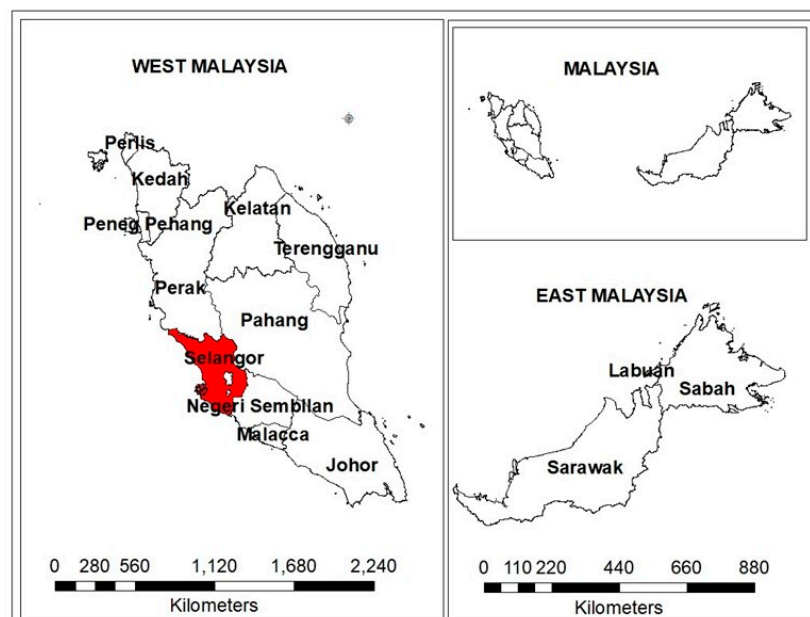 WEST MALAYSIA
Perlis
Kedah
Kelatan
Peneg Pehang
Terengganu
Perak
Pahang
Selangor
Negeri Sembilan
Malacca
Johor
0 280 560 1,120 1,680 2,240
Kilometers
MALAYSIA
EAST MALAYSIA
Labuan
Sabah
Sarawak
0 110 220 440 660 880
Kilometers